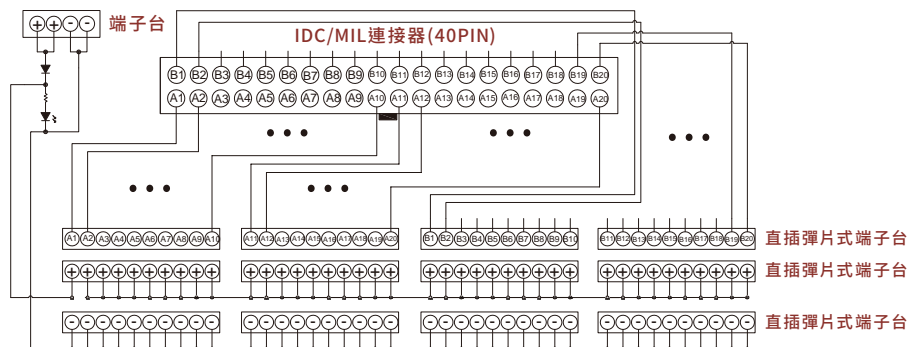 + + - - 端子台
IDC/MIL連接器(40PIN)
B1 B2 B3 B4 B5 B6 B7 B8 B9 B10 B11 B12 B13 B14 B15 B16 B17 B18 B19 B20
A1 A2 A3 A4 A5 A6 A7 A8 A9 A10 A11 A12 A13 A14 A15 A16 A17 A18 A19 A20
A1 A2 A3 A4 A5 A6 A7 A8 A9 A10 A11 A12 A13 A14 A15 A16 A17 A18 A19 A20 B1 B2 B3 B4 B5 B6 B7 B8 B9 B10 B11 B12 B13 B14 B15 B16 B17 B18 B19 B20 直插彈片式端子台
+ + + + + + + + + + + + + + + + + + + + + + + + + + + + + + + + + + + + + + + + 直插彈片式端子台
- - - - - - - - - - - - - - - - - - - - - - - - - - - - - - - - - - - - - - - - 直插彈片式端子台